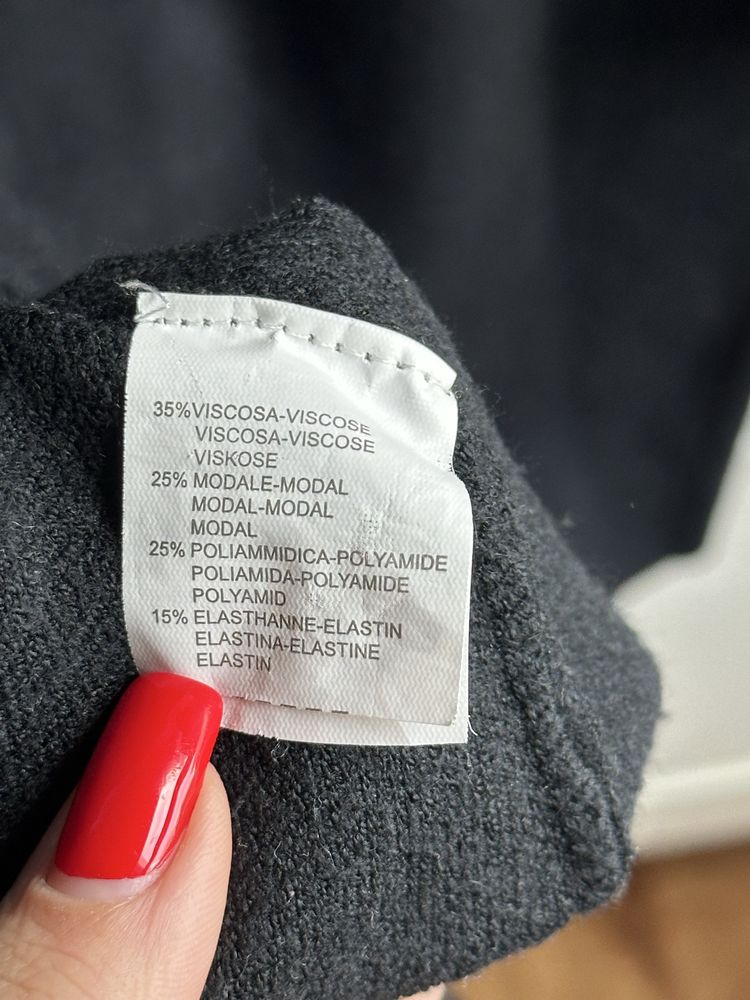 35%VISCOSA-VISCOSE
VISCOSA-VISCOSE
VISKOSE
25% MODALE-MODAL
MODAL-MODAL
MODAL
25% POLIAMMIDICA-POLYAMIDE
POLIAMIDA-POLYAMIDE
POLYAMID
15% ELASTHANNE-ELASTIN
ELASTINA-ELASTINE
ELASTIN